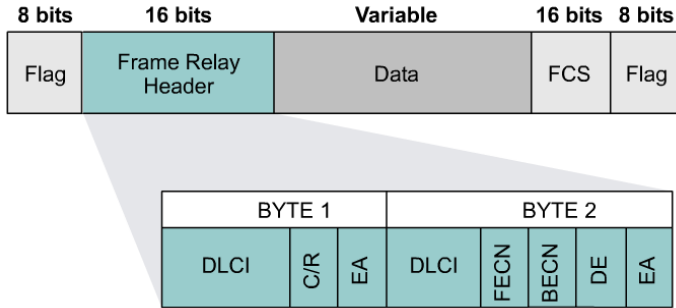 8 bits 16 bits Variable 16 bits 8 bits
Flag Frame Relay Header Data FCS Flag
BYTE 1 BYTE 2
DLCI C/R EA DLCI FECN BECN DE EA